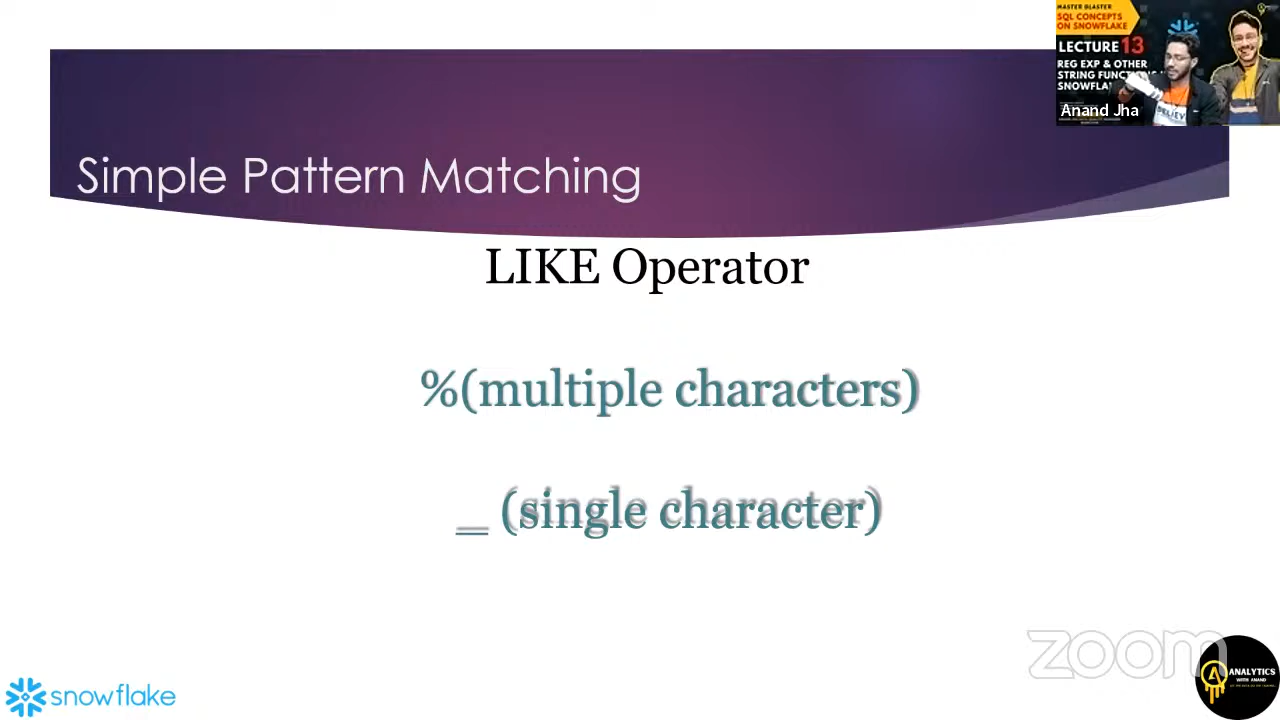 MASTER BLASTER
SQL CONCEPTS
ON SNOWFLAKE
LECTURE 13
REG EXP & OTHER
STRING FUNCTIONS
SNOWFLA
Anand Jha
Simple Pattern Matching
LIKE Operator
%(multiple characters)
_ (single character)
zoom
snowflake
ANALYTICS
WITH ANAND